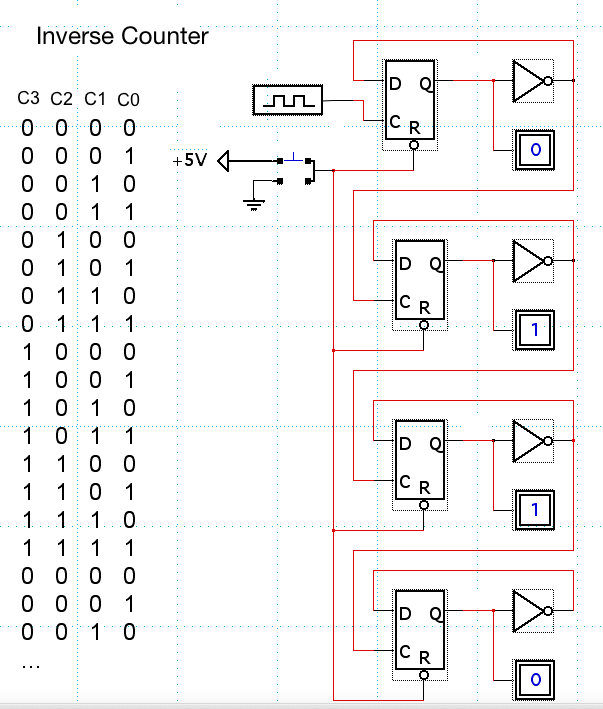 Inverse Counter
C3 C2 C1 C0
0 0 0 0
0 0 0 1
0 0 1 0
0 0 1 1
0 1 0 0
0 1 0 1
0 1 1 0
0 1 1 1
1 0 0 0
1 0 0 1
1 0 1 0
1 0 1 1
1 1 0 0
1 1 0 1
1 1 1 0
1 1 1 1
0 0 0 0
0 0 0 1
0 0 1 0
...
+5V
D Q
C R
0
D Q
C R
1
D Q
C R
1
D Q
C R
0